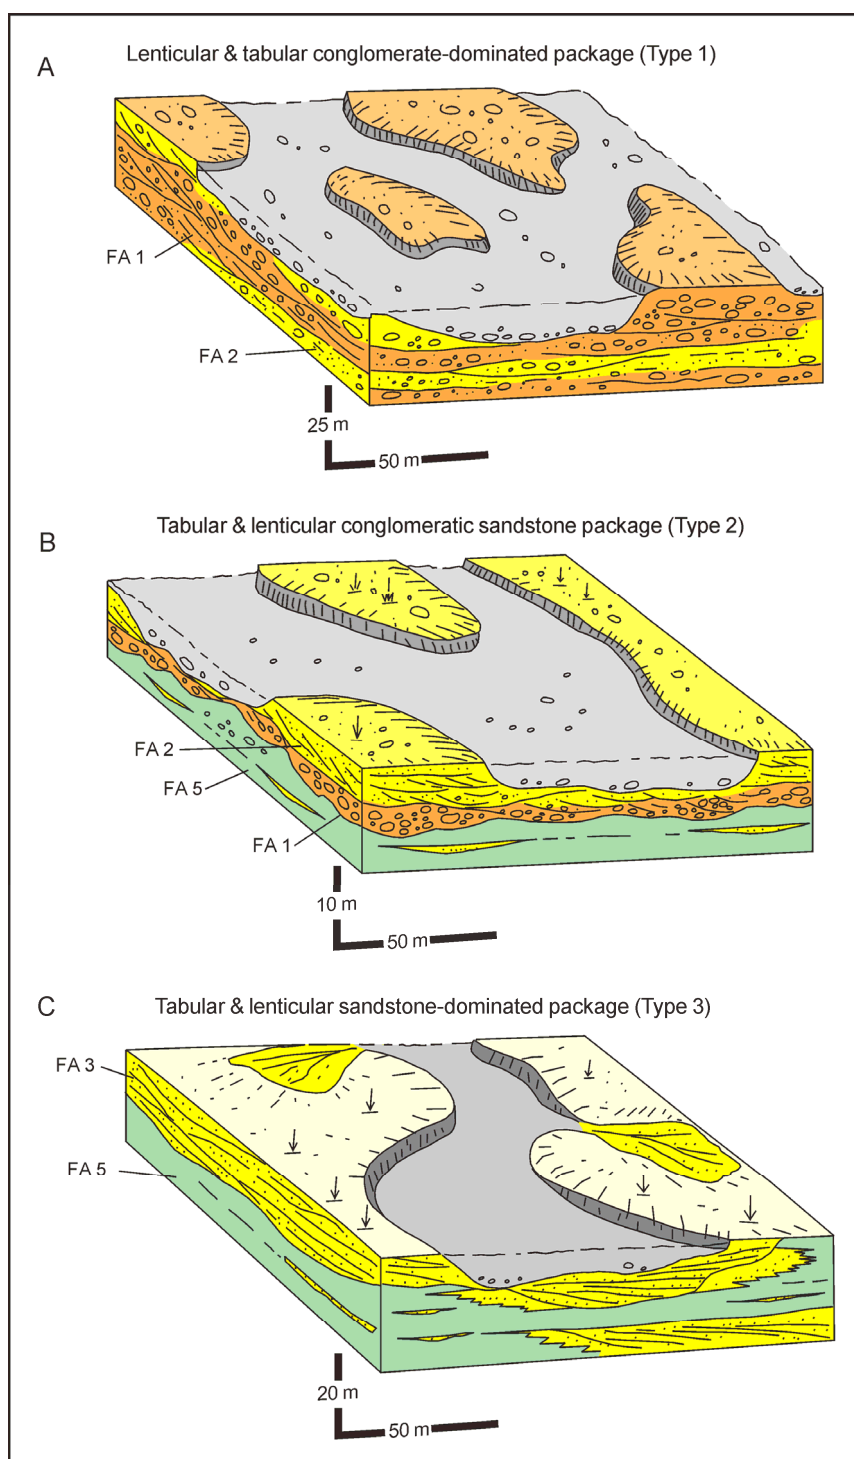 Lenticular & tabular conglomerate-dominated package (Type 1)
A
FA 1
FA 2
25 m
50 m
Tabular & lenticular conglomeratic sandstone package (Type 2)
B
FA 2
FA 5
FA 1
10 m
50 m
C
Tabular & lenticular sandstone-dominated package (Type 3)
FA 3
FA 5
20 m
50 m